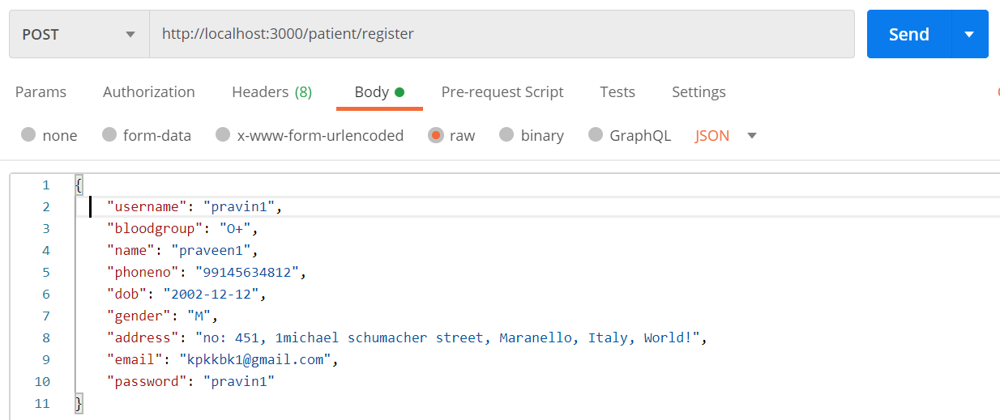 POST http://localhost:3000/patient/register Send
Params Authorization Headers (8) Body Pre-request Script Tests Settings
none form-data x-www-form-urlencoded raw binary GraphQL JSON
1 {
2 "username": "pravin1",
3 "bloodgroup": "O+",
4 "name": "praveen1",
5 "phoneno": "99145634812",
6 "dob": "2002-12-12",
7 "gender": "M",
8 "address": "no: 451, 1michael schumacher street, Maranello, Italy, World!",
9 "email": "kpkkbk1@gmail.com",
10 "password": "pravin1"
11 }